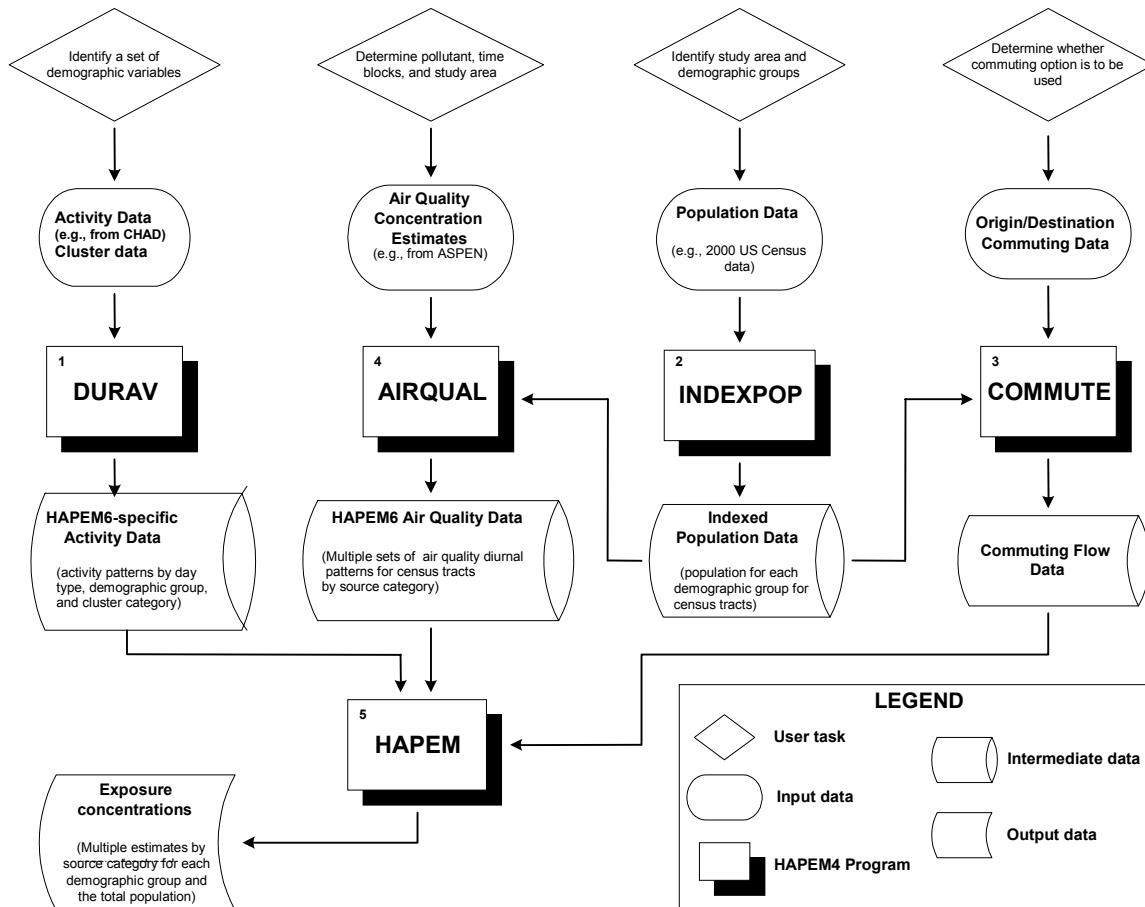 Identify a set of
demographic variables
Determine pollutant, time
blocks, and study area
Identify study area and
demographic groups
Determine whether
commuting option is to be
used
Activity Data
(e.g., from CHAD)
Cluster data
Air Quality
Concentration
Estimates
(e.g., from ASPEN)
Population Data
(e.g., 2000 US Census
data)
Origin/Destination
Commuting Data
1
DURAV
4
AIRQUAL
2
INDEXPOP
3
COMMUTE
HAPEM6-specific
Activity Data
(activity patterns by day
type, demographic group,
and cluster category)
HAPEM6 Air Quality Data
(Multiple sets of air quality diurnal
patterns for census tracts
by source category)
Indexed
Population Data
(population for each
demographic group for
census tracts)
Commuting Flow
Data
5
HAPEM
Exposure
concentrations
(Multiple estimates by
source category for each
demographic group and
the total population)
LEGEND
User task
Input data
HAPEM4 Program
Intermediate data
Output data